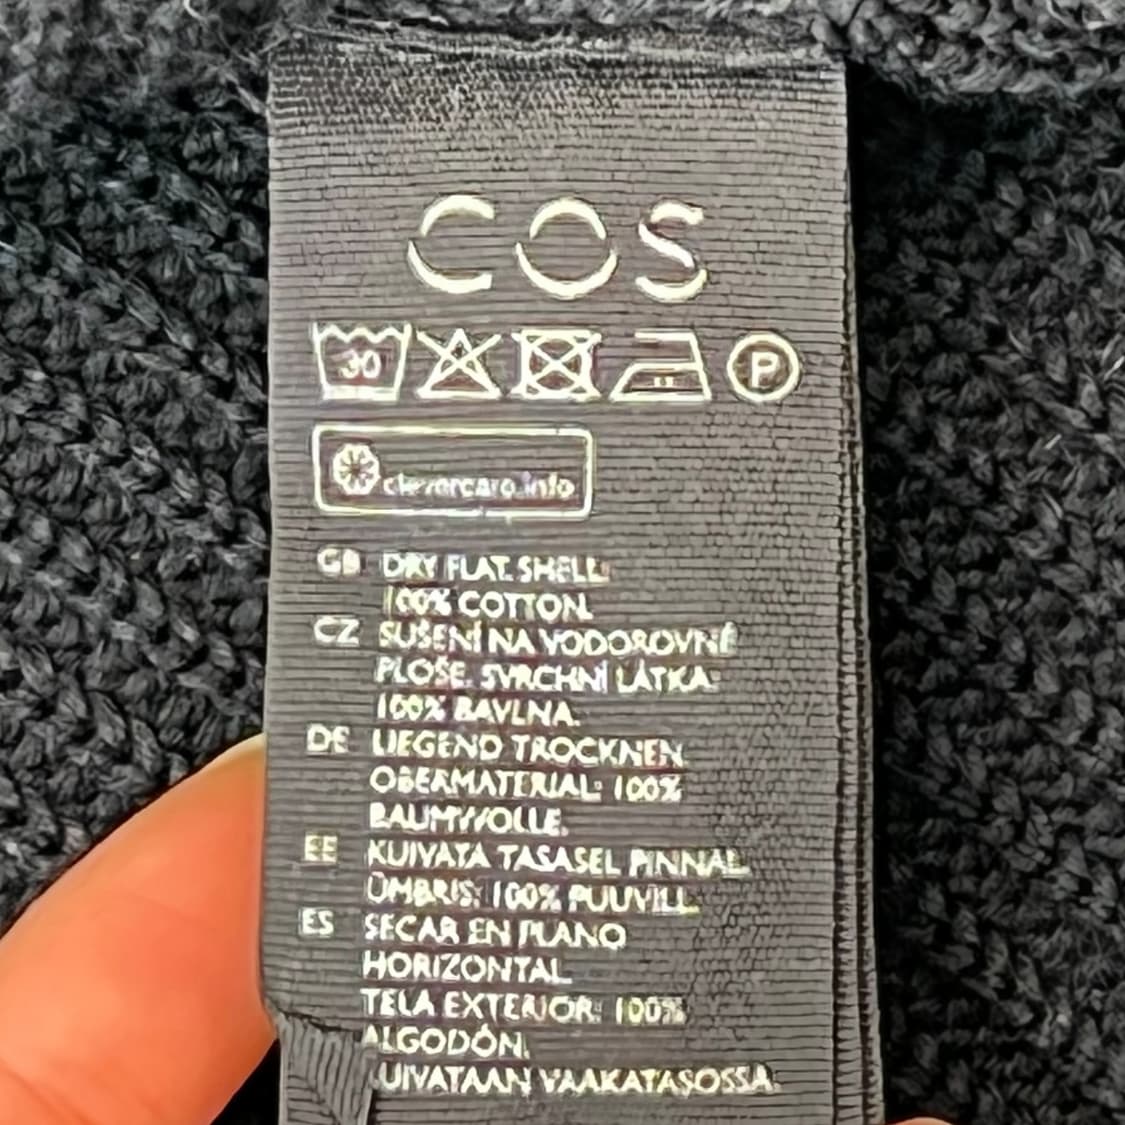 COS
30 P
clevercare.info
GB DRY FLAT. SHELL:
100% COTTON.
CZ SUŠENÍ NA VODOROVNÉ
PLOŠE. SVRCHNÍ LÁTKA:
100% BAVLNA.
DE LIEGEND TROCKNEN.
OBERMATERIAL: 100%
BAUMWOLLE.
EE KUIVATA TASASEL PINNAL.
ÜMBRIS: 100% PUUVILL.
ES SECAR EN PLANO
HORIZONTAL.
TELA EXTERIOR: 100%
ALGODÓN.
UIVATAAN VAAKATASOSSA.